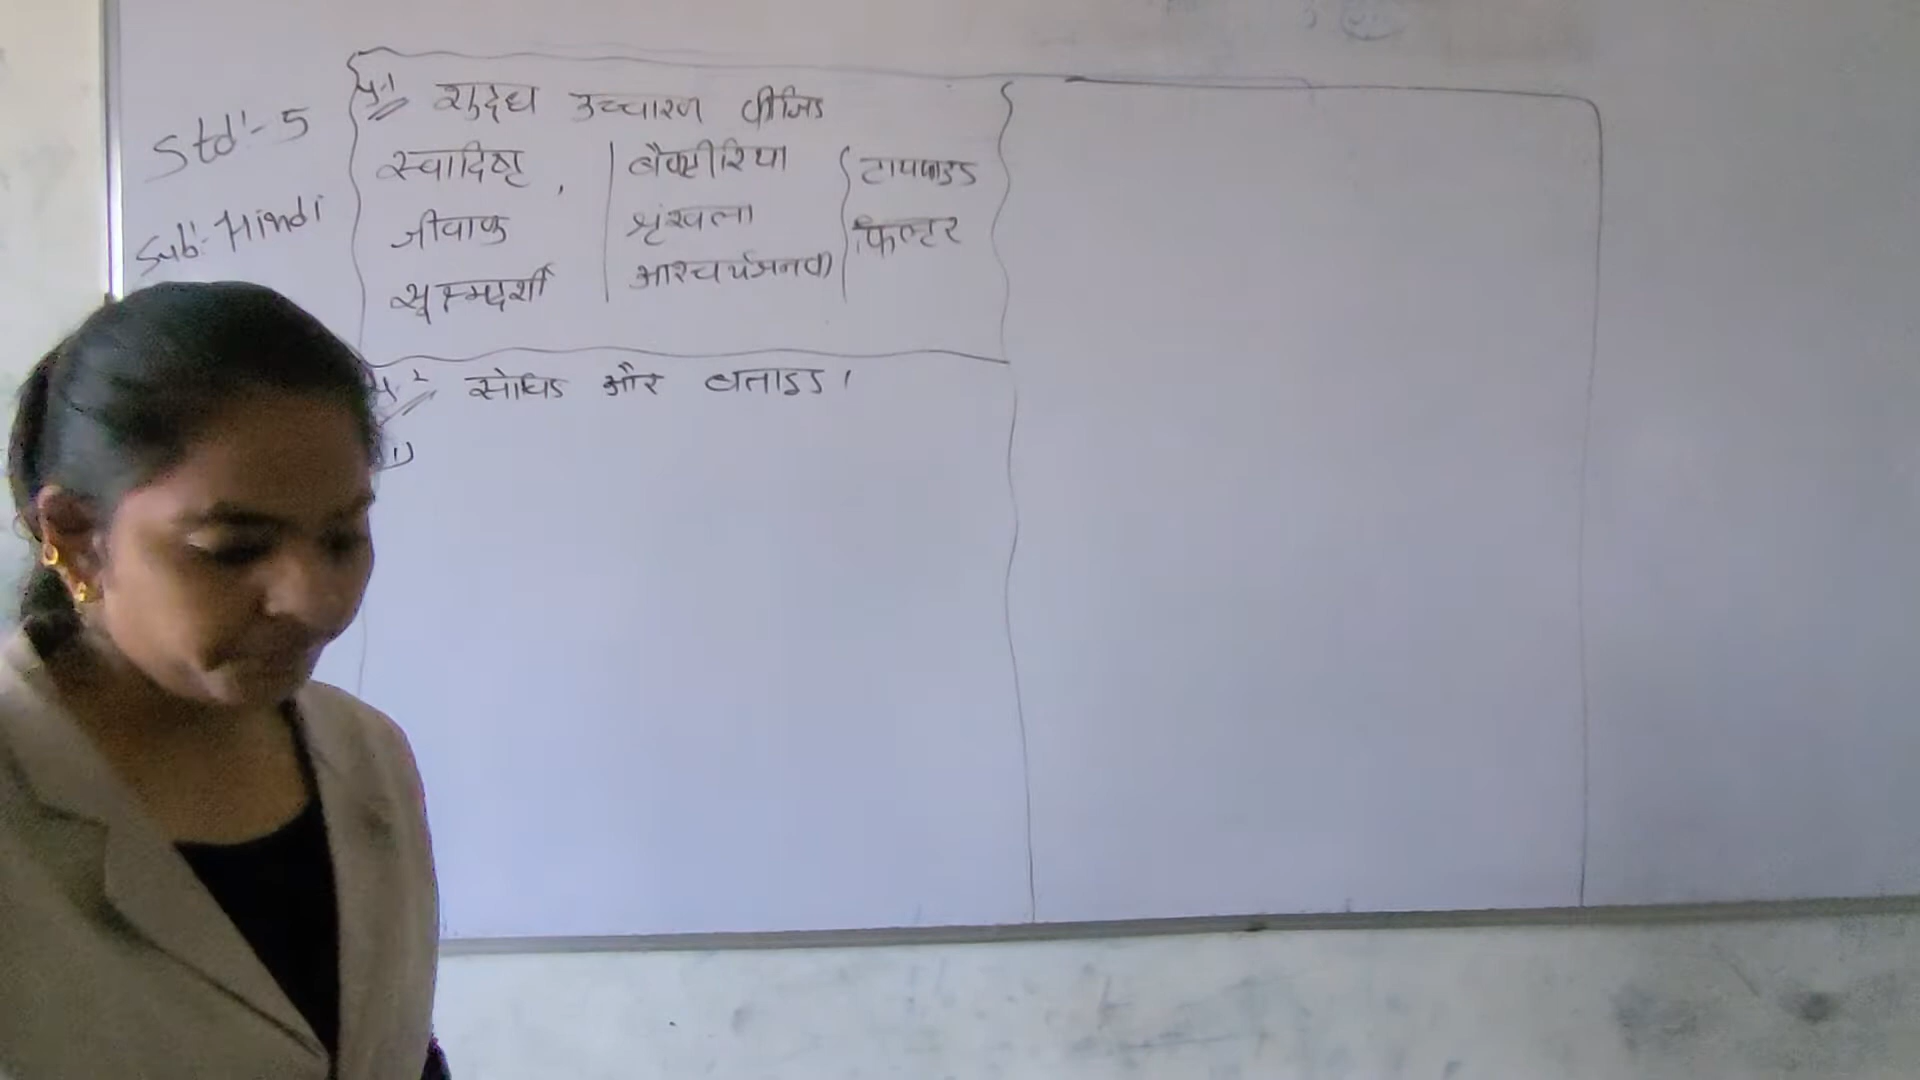 Std:- 5
Sub:- Hindi
प्र.1 शुद्ध उच्चारण कीजिए
स्वादिष्ट,
जीवाणु
सूक्ष्मदर्शी
बैक्टीरिया
शृंखला
आश्चर्यजनक
टायफाइड
फिल्टर
प्र.2 सोचिए और बताइए।
1)